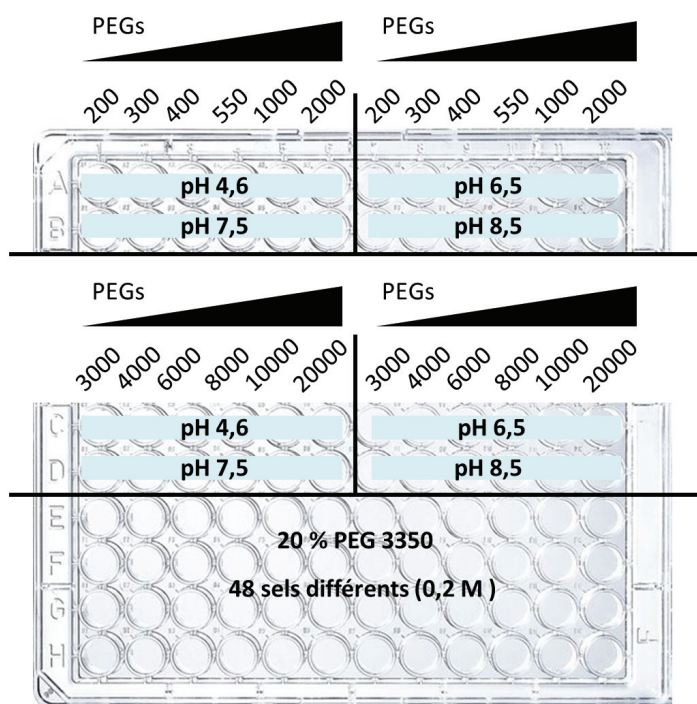 PEGs PEGs
200 300 400 550 1000 2000 200 300 400 550 1000 2000
A pH 4,6 pH 6,5
B pH 7,5 pH 8,5
PEGs PEGs
3000 4000 6000 8000 10000 20000 3000 4000 6000 8000 10000 20000
C pH 4,6 pH 6,5
D pH 7,5 pH 8,5
E
20 % PEG 3350
F
48 sels différents (0,2 M )
G
H